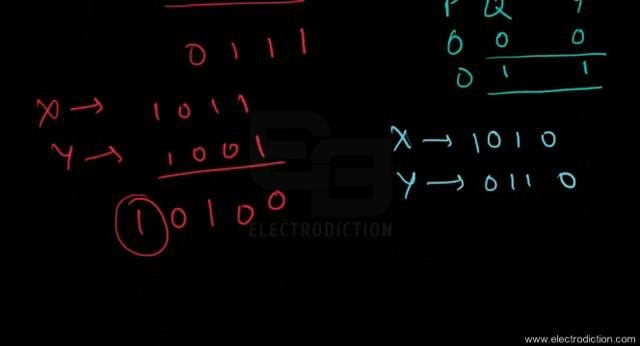 0 1 1 1
X → 1 0 1 1
Y → 1 0 0 1
1 0 1 0 0
P Q
0 0 0
0 1 1
X → 1 0 1 0
Y → 0 1 1 0
ELECTRODICTION
www.electrodiction.com